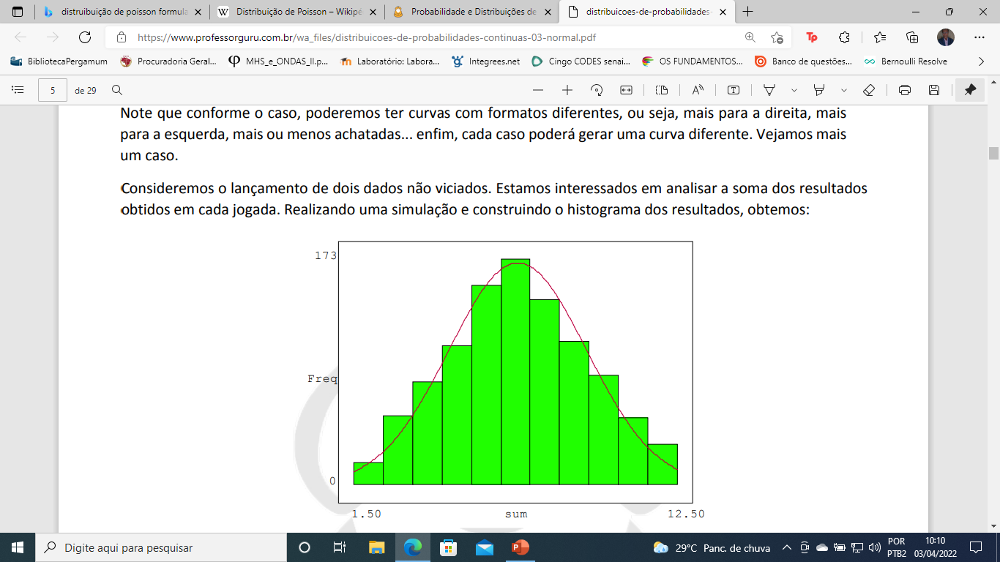 distruibuição de poisson formula
Distribuição de Poisson – Wikipé
Probabilidade e Distribuições de
distribuicoes-de-probabilidades-
https://www.professorguru.com.br/wa_files/distribuicoes-de-probabilidades-continuas-03-normal.pdf
BibliotecaPergamum
Procuradoria Geral...
MHS_e_ONDAS_II.p...
Laboratório: Labora...
Integrees.net
Cingo CODES senai...
OS FUNDAMENTOS...
Banco de questões...
Bernoulli Resolve
5 de 29
Note que conforme o caso, poderemos ter curvas com formatos diferentes, ou seja, mais para a direita, mais
para a esquerda, mais ou menos achatadas... enfim, cada caso poderá gerar uma curva diferente. Vejamos mais
um caso.
Consideremos o lançamento de dois dados não viciados. Estamos interessados em analisar a soma dos resultados
obtidos em cada jogada. Realizando uma simulação e construindo o histograma dos resultados, obtemos:
173
Freq
0
1.50 sum 12.50
Digite aqui para pesquisar
29°C Panc. de chuva
POR
PTB2
10:10
03/04/2022